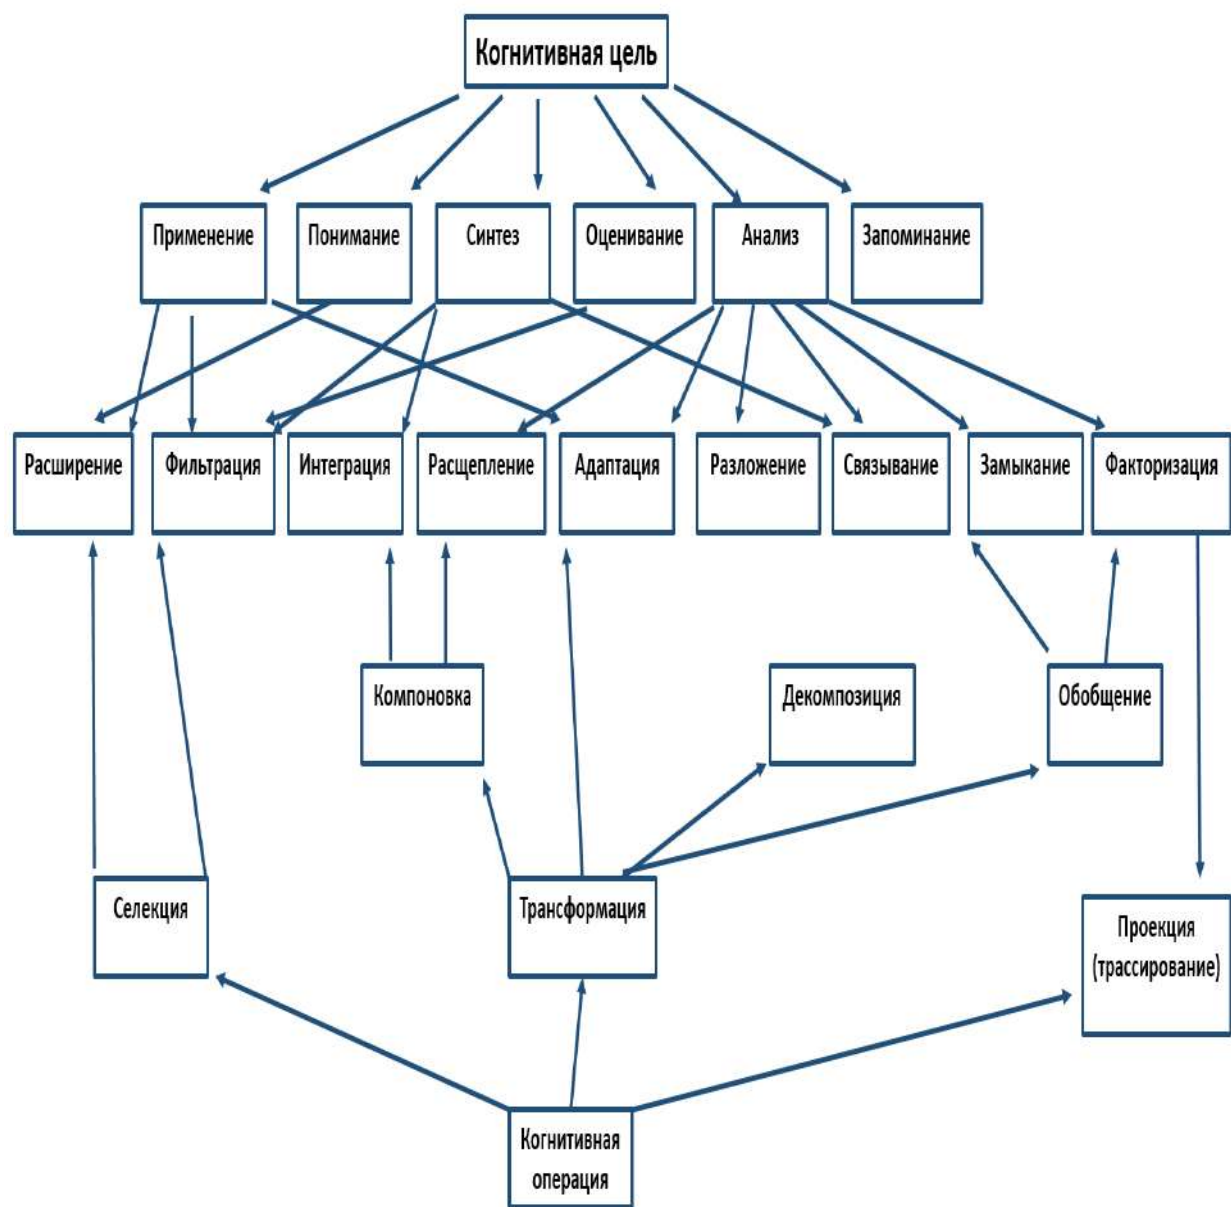 Когнитивная цель
Применение
Понимание
Синтез
Оценивание
Анализ
Запоминание
Расширение
Фильтрация
Интеграция
Расщепление
Адаптация
Разложение
Связывание
Замыкание
Факторизация
Компоновка
Декомпозиция
Обобщение
Селекция
Трансформация
Проекция
(трассирование)
Когнитивная
операция